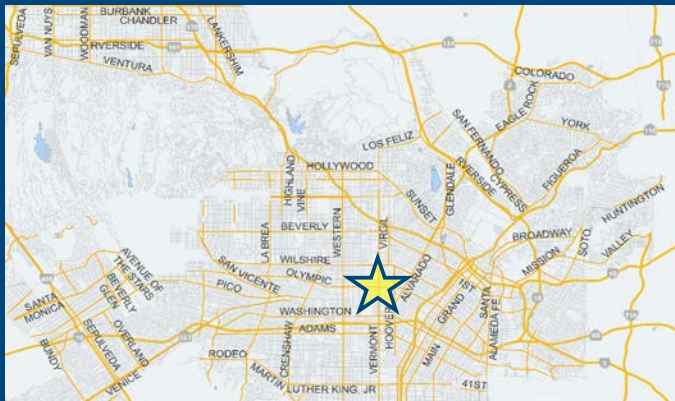 BURBANK
CHANDLER
SEPULVEDA
VAN NUYS
WOODMAN
RVERSIDE
VENTURA
LANKERSHIM
COLORADO
EAGLE ROCK
YORK
SAN FERNANDO
LOS FELIZ
RVERSIDE
CYPRESS
FIGUEROA
HOLLYWOOD
HIGHLAND
VINE
SUNSET
GLENDALE
HUNTINGTON
BEVERLY
WESTERN
LA BREA
VIRGIL
BROADWAY
SOTO
VALLEY
MISSION
WILSHIRE
OLYMPIC
SAN VICENTE
PICO
AVENUE OF
THE STARS
BEVERLY
GLEN
ALVARADO
1ST
GRAND
SANTA
FE
ALAMEDA
SANTA
MONICA
WASHINGTON
HOOVER
ADAMS
SEPULVEDA
OVERLAND
BUNDY
VENICE
RODEO
CRENSHAW
VERMONT
MAIN
MARTIN
LUTHER KING, JR
41ST